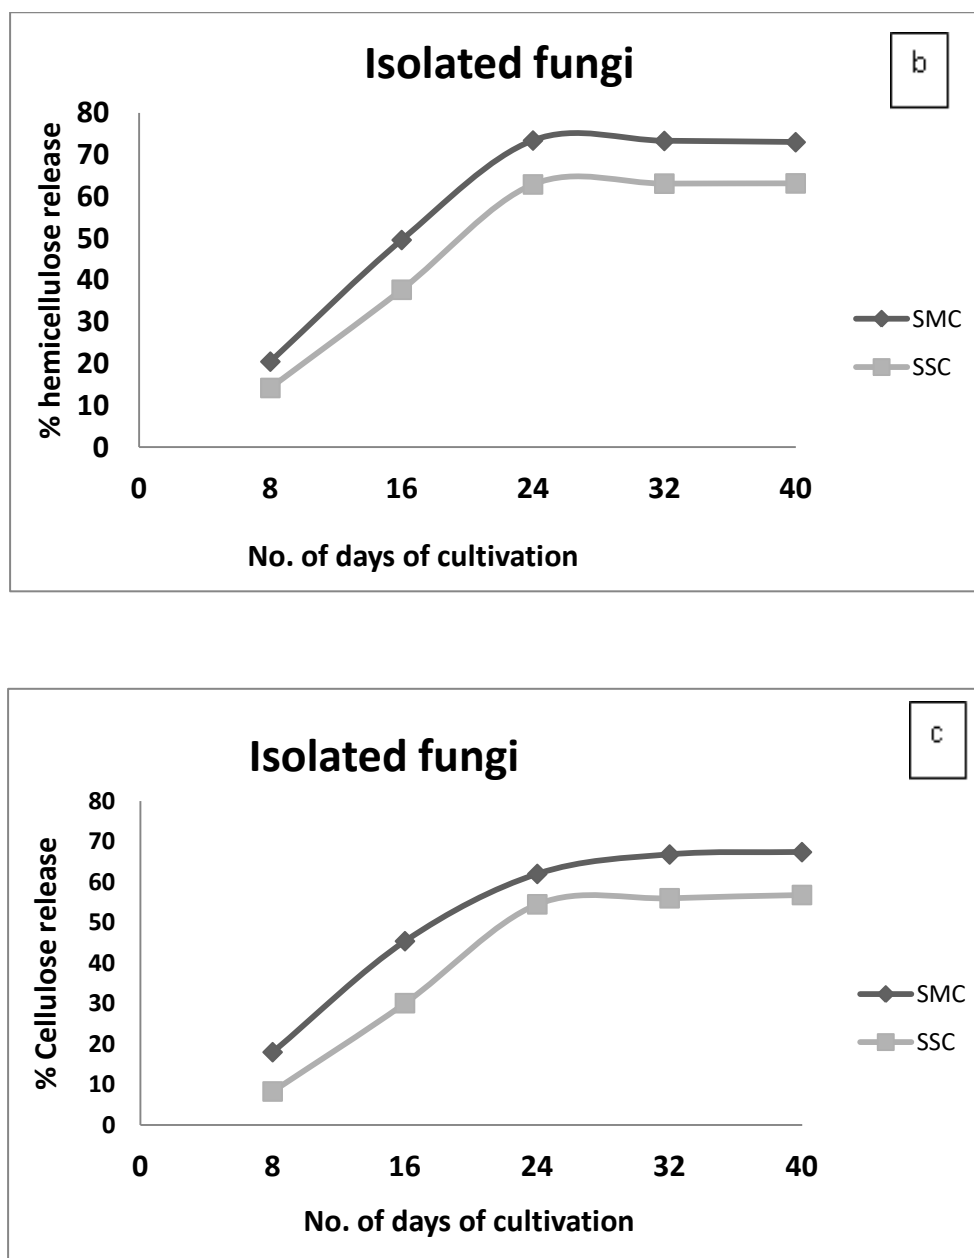 Isolated fungi
b
% hemicellulose release
80
70
60
50
40
30
20
10
0
0 8 16 24 32 40
No. of days of cultivation
SMC
SSC
Isolated fungi
c
% Cellulose release
80
70
60
50
40
30
20
10
0
0 8 16 24 32 40
No. of days of cultivation
SMC
SSC